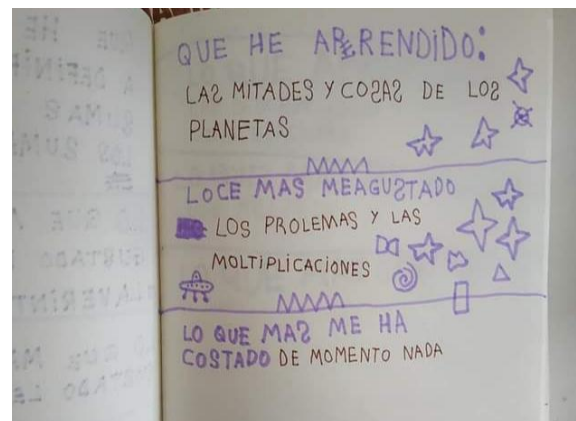 QUE HE APRENDIDO:
LAS MITADES Y COSAS DE LOS
PLANETAS
LOCE MAS MEAGUSTADO
LOS PROLEMAS Y LAS
MOLTIPLICACIONES
LO QUE MAS ME HA
COSTADO DE MOMENTO NADA